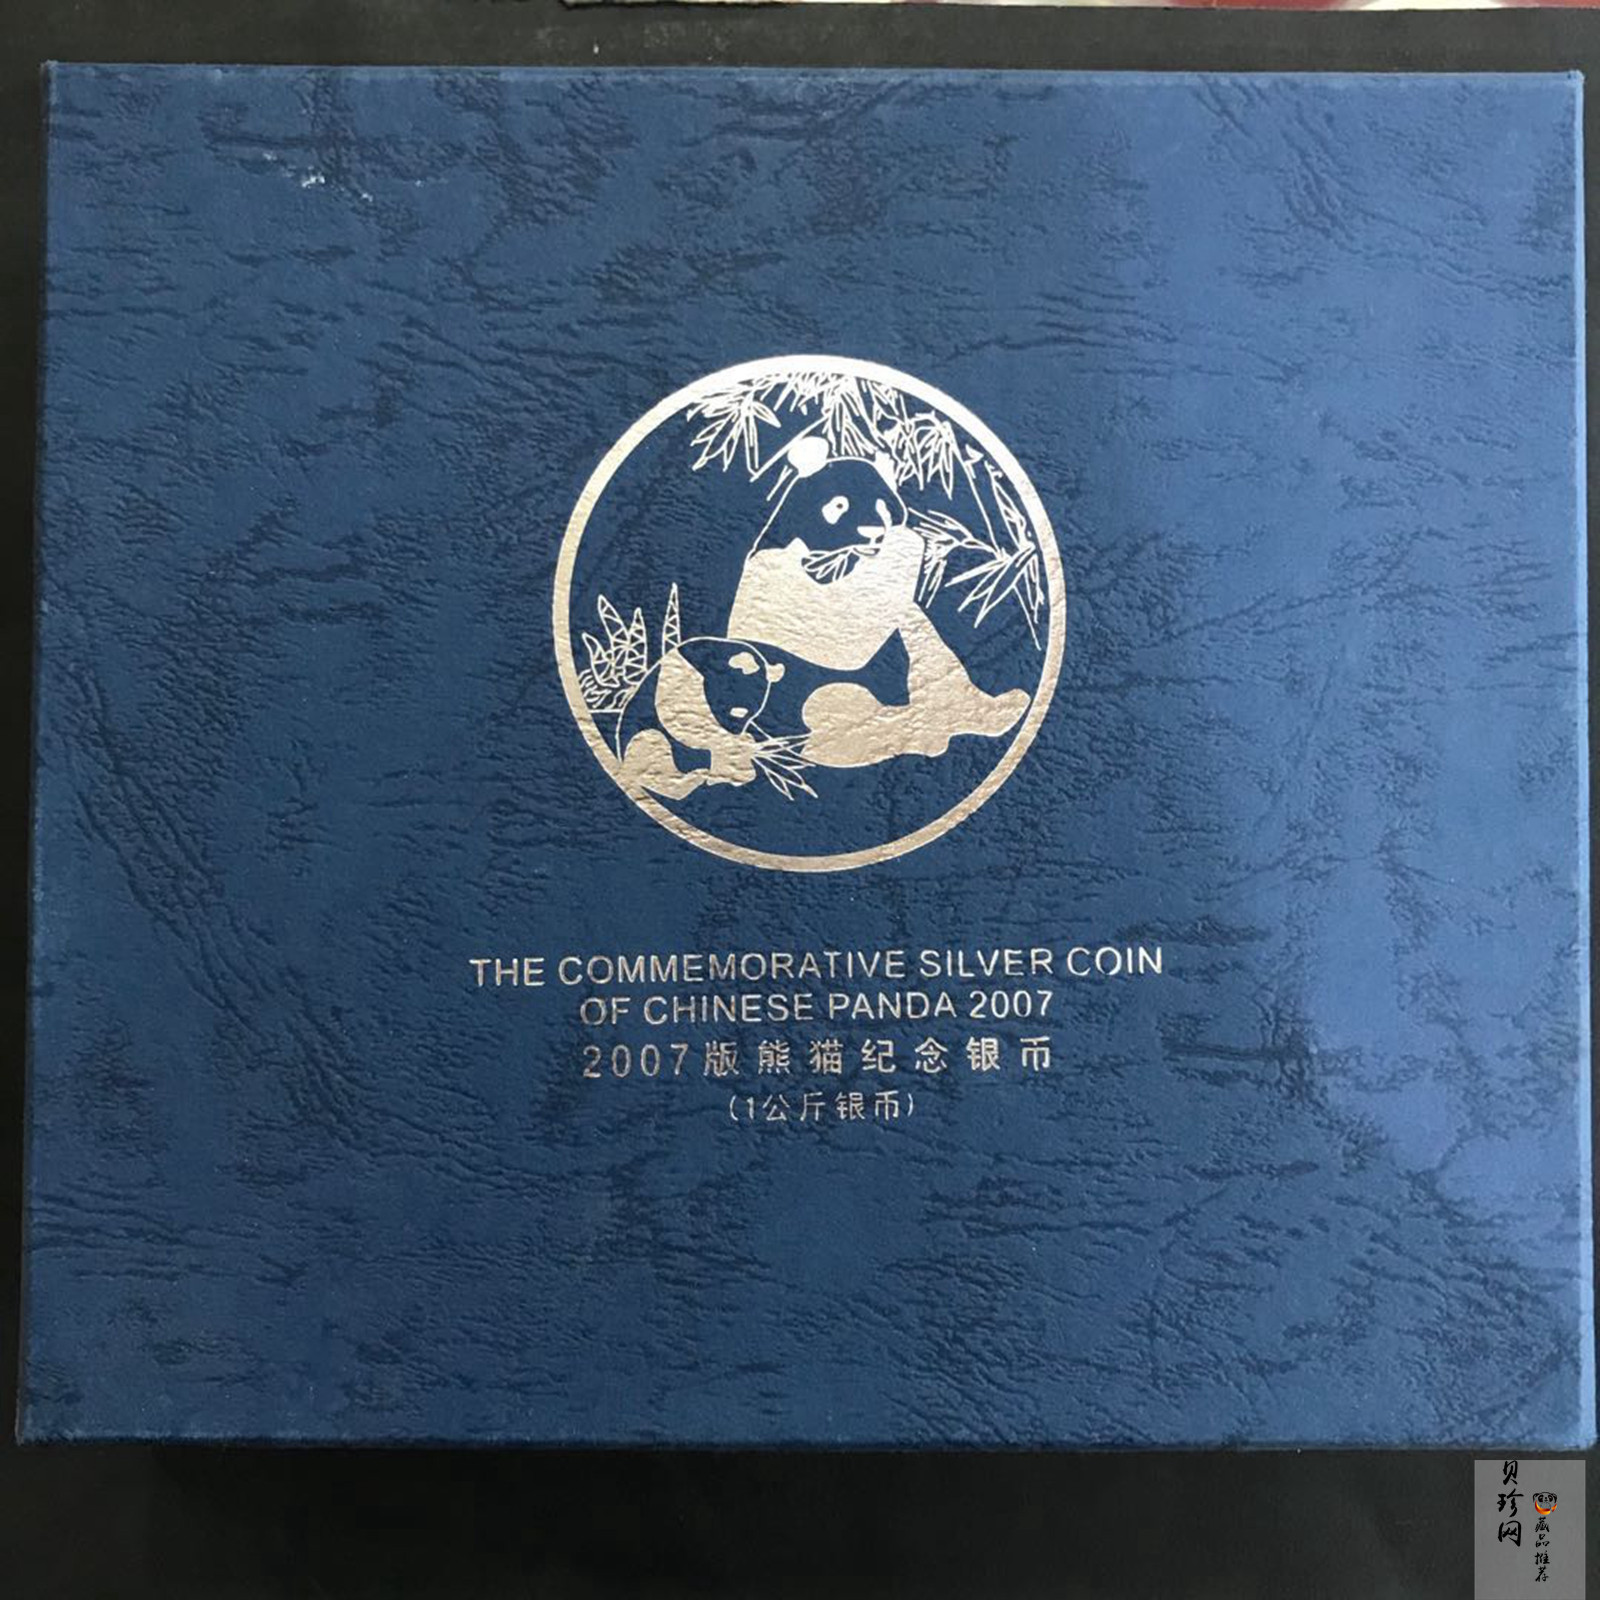 THE COMMEMORATIVE SILVER COIN
OF CHINESE PANDA 2007
2007版熊猫纪念银币
(1公斤银币)
贝珍网
藏品推荐